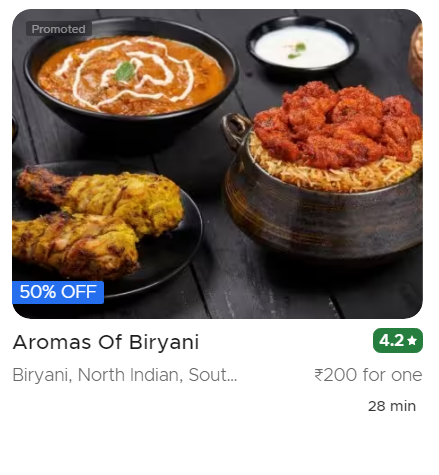 Promoted
50% OFF
Aromas Of Biryani
4.2★
Biryani, North Indian, Sout...
₹200 for one
28 min